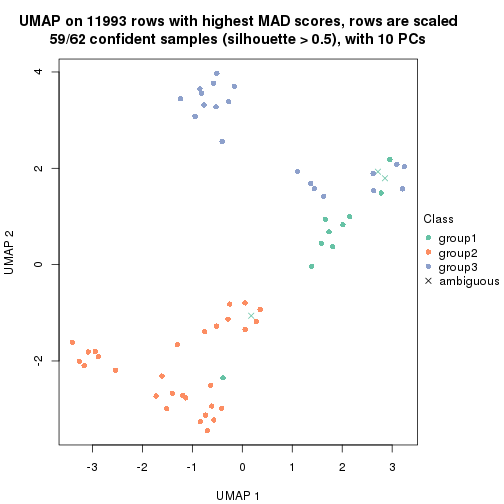 UMAP on 11993 rows with highest MAD scores, rows are scaled
59/62 confident samples (silhouette > 0.5), with 10 PCs
4
2
0
-2
UMAP 2
-3
-2
-1
0
1
2
3
UMAP 1
Class
group1
group2
group3
ambiguous